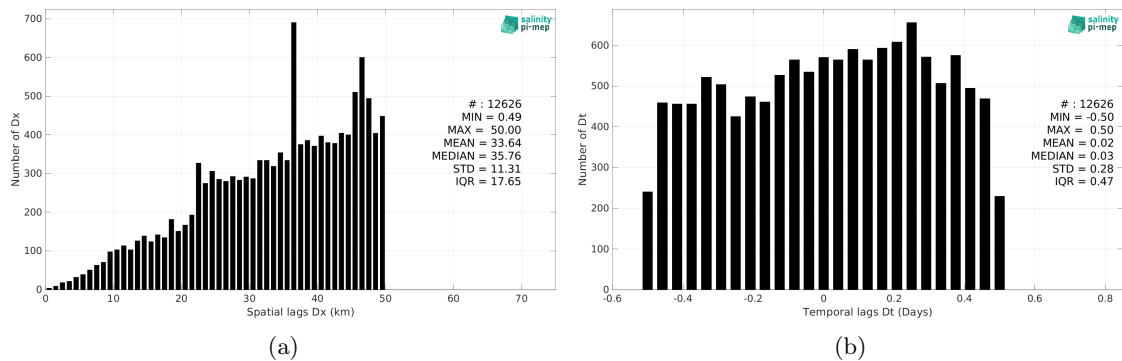 700
600
500
400
300
200
100
0
Number of Dx
0
10
20
30
40
50
60
70
Spatial lags Dx (km)
salinity
pi-mep
# : 12626
MIN = 0.49
MAX = 50.00
MEAN = 33.64
MEDIAN = 35.76
STD = 11.31
IQR = 17.65
(a)
600
500
400
300
200
100
0
Number of Dt
-0.6
-0.4
-0.2
0
0.2
0.4
0.6
0.8
Temporal lags Dt (Days)
salinity
pi-mep
# : 12626
MIN = -0.50
MAX = 0.50
MEAN = 0.02
MEDIAN = 0.03
STD = 0.28
IQR = 0.47
(b)